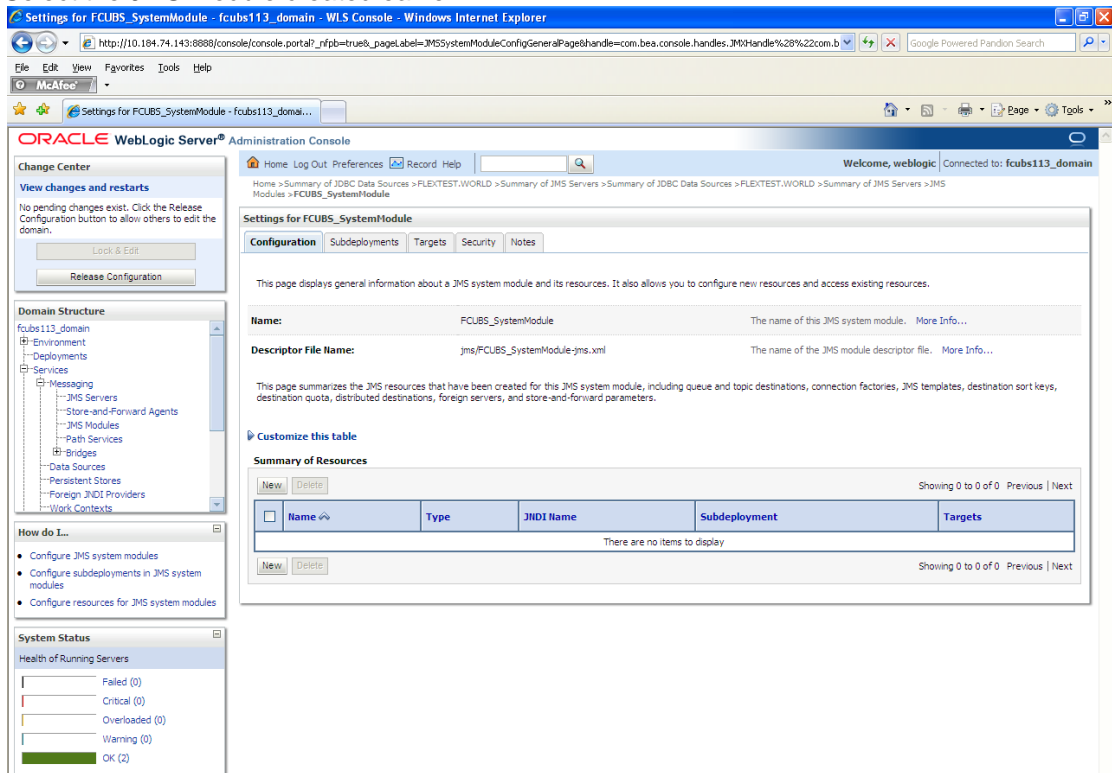 Settings for FCUBS_SystemModule - fcubs113_domain - WLS Console - Windows Internet Explorer
http://10.184.74.143:8888/console/console.portal?_nfpb=true&_pageLabel=JMSSystemModuleConfigGeneralPage&handle=com.bea.console.handles.JMXHandle%28%22com.b
Google Powered Pandion Search
File Edit View Favorites Tools Help
McAfee
Settings for FCUBS_SystemModule - fcubs113_domai...
Page Tools
ORACLE WebLogic Server® Administration Console
Change Center
View changes and restarts
No pending changes exist. Click the Release
Configuration button to allow others to edit the
domain.
Lock & Edit
Release Configuration
Domain Structure
fcubs113_domain
Environment
Deployments
Services
Messaging
JMS Servers
Store-and-Forward Agents
JMS Modules
Path Services
Bridges
Data Sources
Persistent Stores
Foreign JNDI Providers
Work Contexts
How do I...
Configure JMS system modules
Configure subdeployments in JMS system
modules
Configure resources for JMS system modules
System Status
Health of Running Servers
Failed (0)
Critical (0)
Overloaded (0)
Warning (0)
OK (2)
Home Log Out Preferences Record Help
Welcome, weblogic Connected to: fcubs113_domain
Home >Summary of JDBC Data Sources >FLEXTEST.WORLD >Summary of JMS Servers >Summary of JDBC Data Sources >FLEXTEST.WORLD >Summary of JMS Servers >JMS
Modules >FCUBS_SystemModule
Settings for FCUBS_SystemModule
Configuration Subdeployments Targets Security Notes
This page displays general information about a JMS system module and its resources. It also allows you to configure new resources and access existing resources.
Name: FCUBS_SystemModule The name of this JMS system module. More Info...
Descriptor File Name: jms/FCUBS_SystemModule-jms.xml The name of the JMS module descriptor file. More Info...
This page summarizes the JMS resources that have been created for this JMS system module, including queue and topic destinations, connection factories, JMS templates, destination sort keys,
destination quota, distributed destinations, foreign servers, and store-and-forward parameters.
Customize this table
Summary of Resources
New Delete Showing 0 to 0 of 0 Previous | Next
Name Type JNDI Name Subdeployment Targets
There are no items to display
New Delete Showing 0 to 0 of 0 Previous | Next